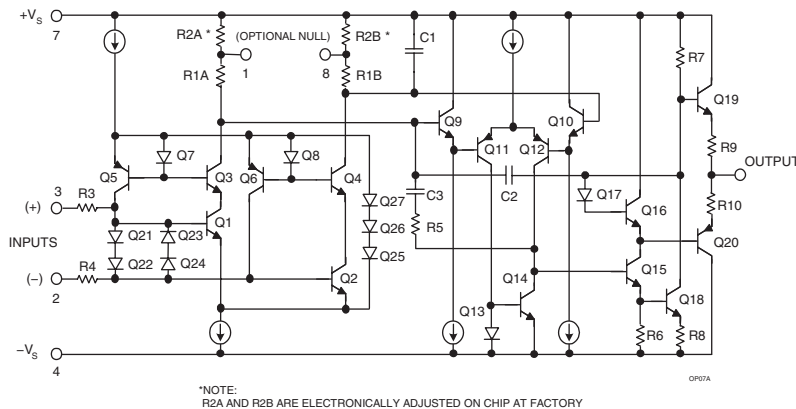 +VS
7
R2A *
(OPTIONAL NULL)
R2B *
C1
R7
R1A
1
8
R1B
Q19
Q9
Q10
Q11
Q12
R9
OUTPUT
Q7
Q5
Q3
Q8
Q6
Q4
3
(+)
R3
Q27
Q26
Q25
C3
C2
Q17
Q16
R10
Q20
INPUTS
Q1
Q21
Q23
Q22
Q24
R5
(−)
R4
2
Q2
Q14
Q15
Q13
Q18
R6
R8
−VS
4
OP07A
*NOTE:
R2A AND R2B ARE ELECTRONICALLY ADJUSTED ON CHIP AT FACTORY